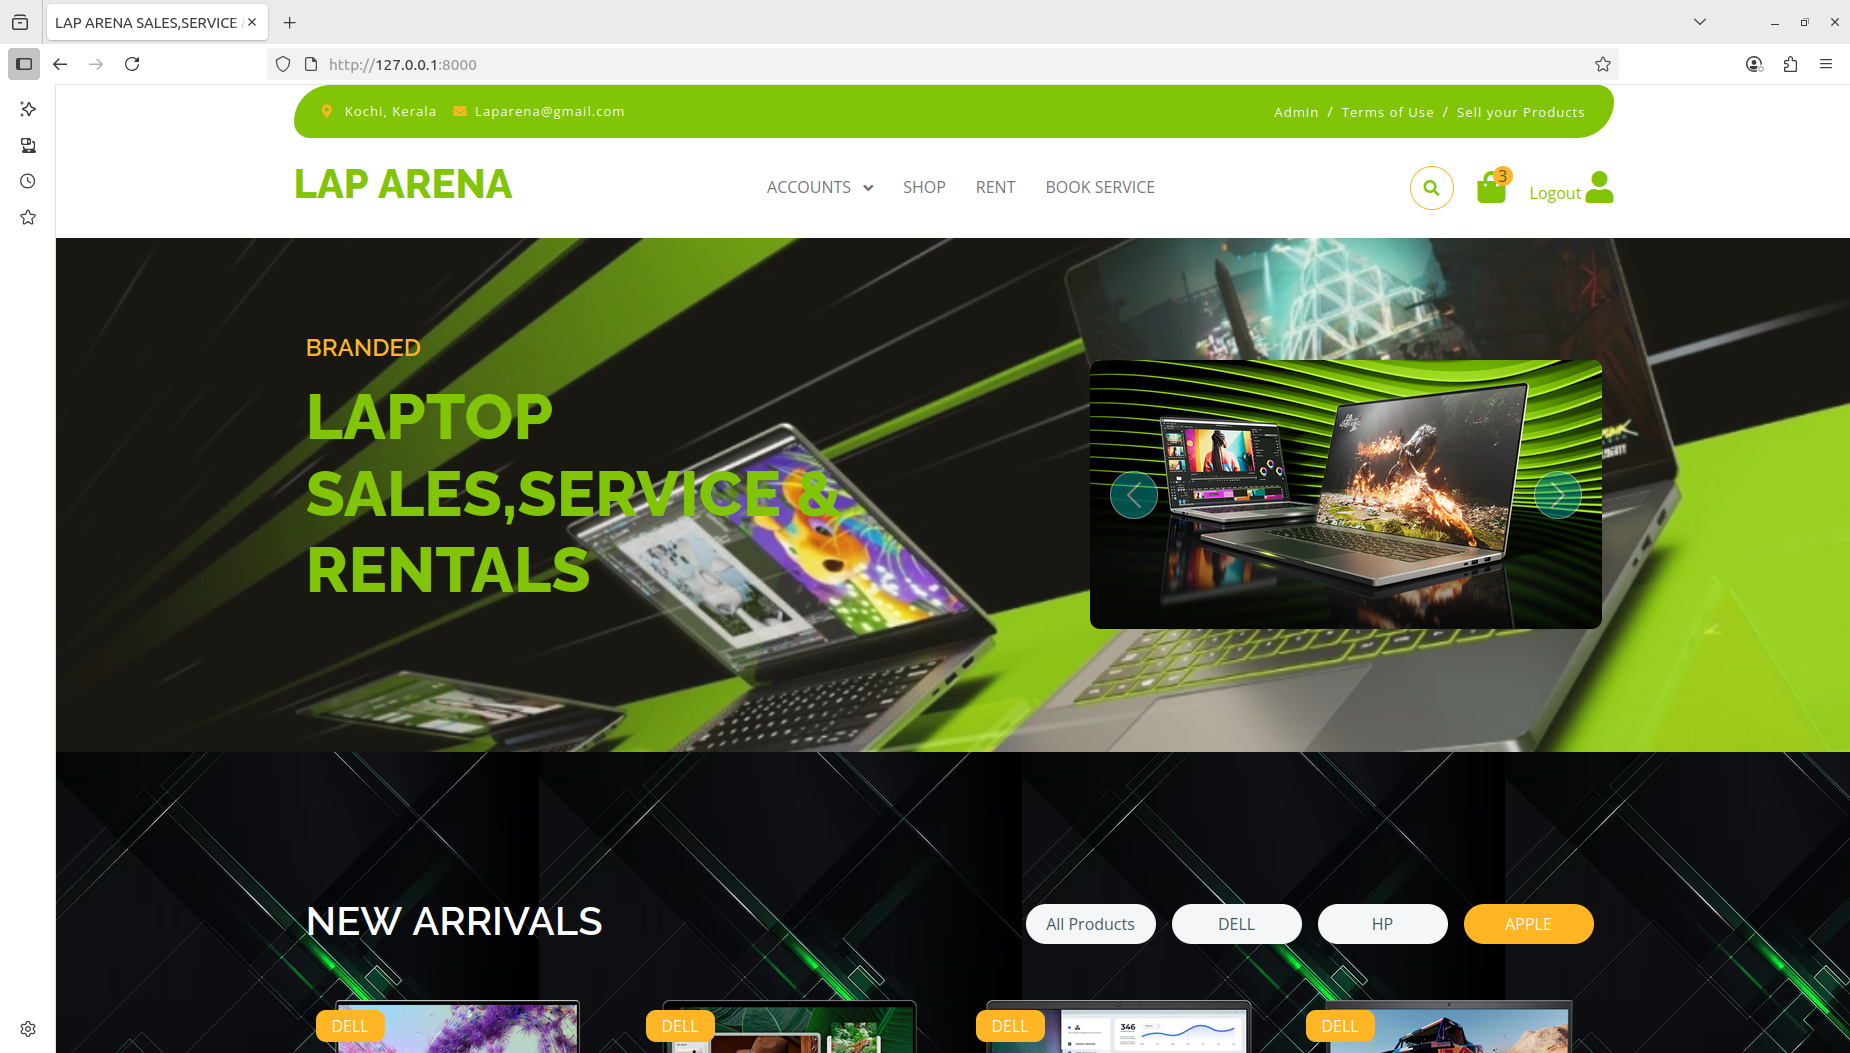 LAP ARENA SALES,SERVICE
http://127.0.0.1:8000
Kochi, Kerala Laparena@gmail.com
Admin / Terms of Use / Sell your Products
LAP ARENA
ACCOUNTS SHOP RENT BOOK SERVICE
3
Logout
BRANDED
LAPTOP
SALES,SERVICE &
RENTALS
NEW ARRIVALS
All Products DELL HP APPLE
DELL DELL DELL DELL
346